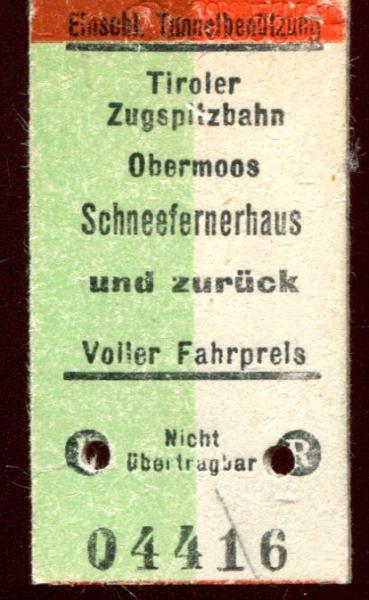 Einschl. Tunnelbenützung
Tiroler
Zugspitzbahn
Obermoos
Schneefernerhaus
und zurück
Voller Fahrpreis
Nicht
R
übertragbar
04416